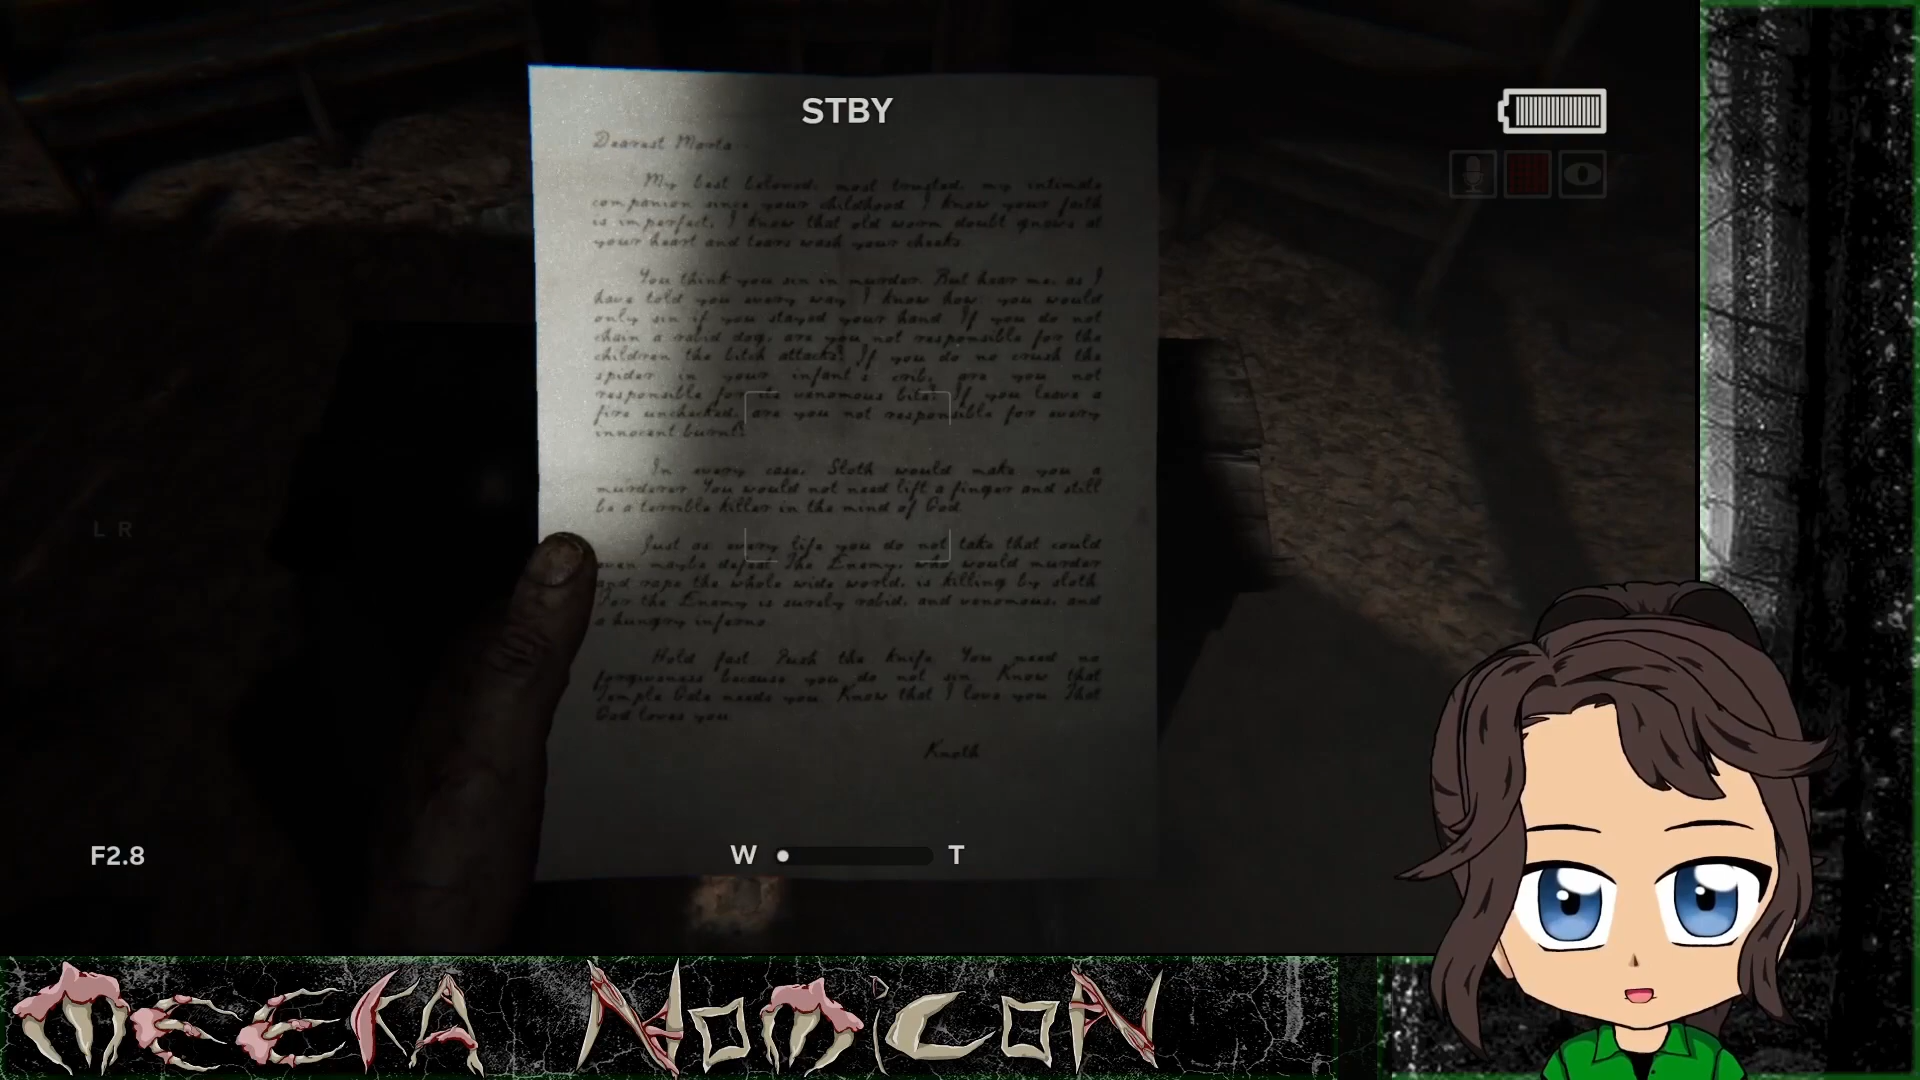 STBY
Dearest Marta
My best beloved, most trusted, my intimate
companion since your childhood. I know your faith
is imperfect. I know that old worm doubt gnaws at
your heart and tears wash your cheeks.
You think you sin in murder. But hear me, as I
have told you every way I know how: you would
only sin if you stayed your hand. If you do not
chain a rabid dog, are you not responsible for the
children the bitch attacks? If you do no crush the
spider in your infant's crib, are you not
responsible for its venomous bite? If you leave a
fire unchecked, are you not responsible for every
innocent burnt?
In every case, Sloth would make you a
murderer. You would not need lift a finger and still
be a terrible killer in the mind of God.
Just as every life you do not take that could
even maybe defeat The Enemy, who would murder
and rape the whole wide world, is killing by sloth.
For the Enemy is surely rabid, and venomous, and
a hungry inferno.
Hold fast. Push the knife. You need no
forgiveness because you do not sin. Know that
Temple Gate needs you. Know that I love you. That
God loves you.
Knoth
L R
F2.8
W T
MEEKA NOMICON